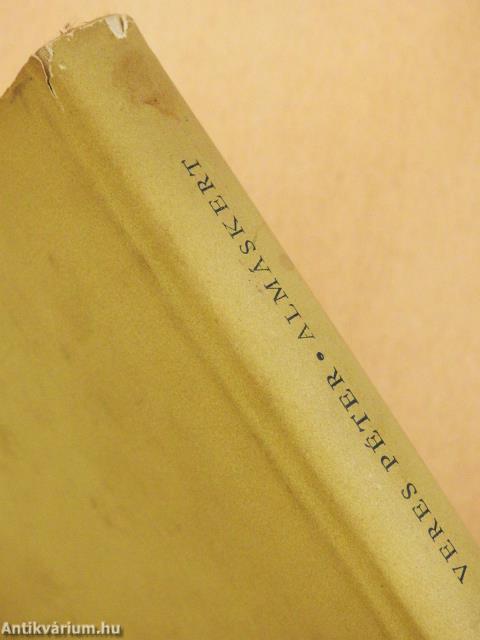 VERES PÉTER • ALMÁSKERT
Antikvárium.hu